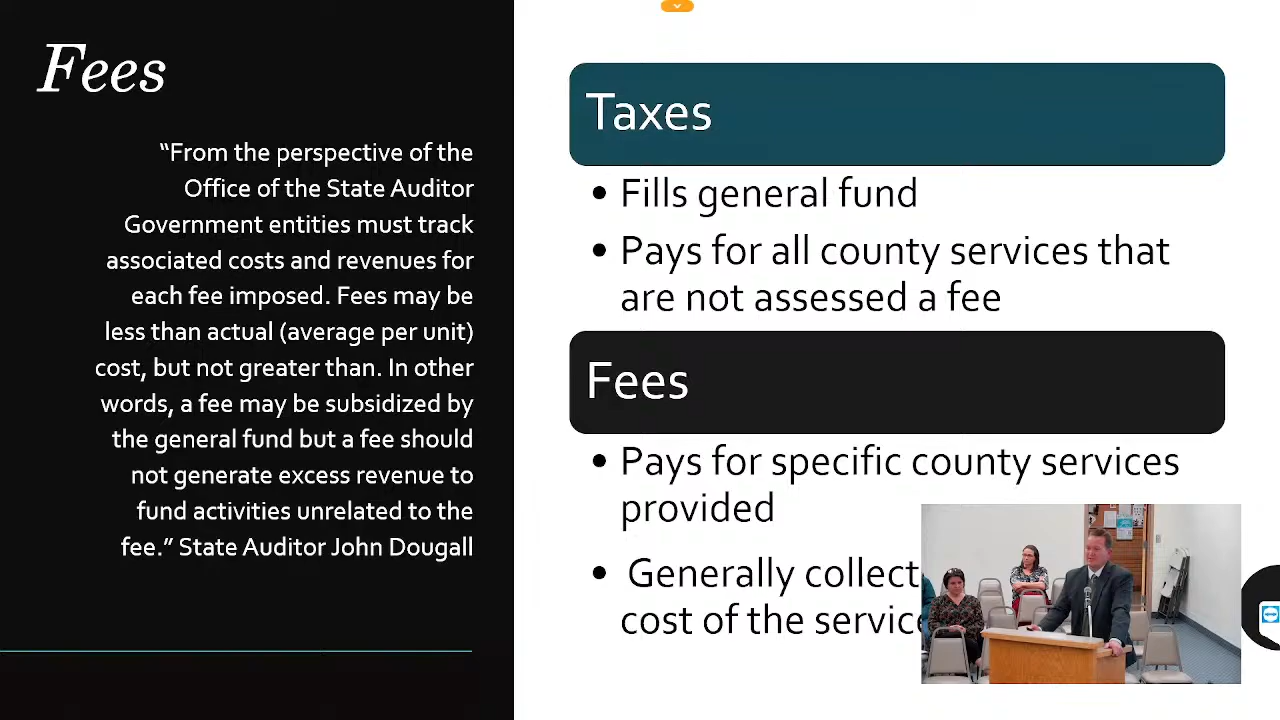 Fees
“From the perspective of the
Office of the State Auditor
Government entities must track
associated costs and revenues for
each fee imposed. Fees may be
less than actual (average per unit)
cost, but not greater than. In other
words, a fee may be subsidized by
the general fund but a fee should
not generate excess revenue to
fund activities unrelated to the
fee.” State Auditor John Dougall
Taxes
• Fills general fund
• Pays for all county services that
are not assessed a fee
Fees
• Pays for specific county services
provided
• Generally collect
cost of the service